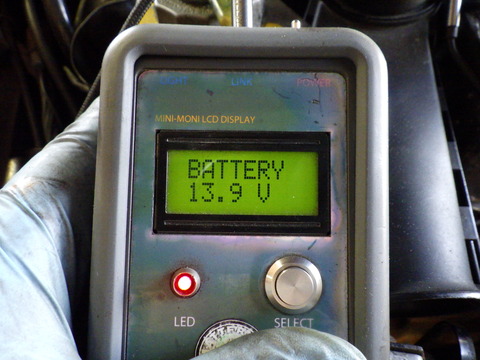 LINK POWER
MINI-MONI LCD DISPLAY
BATTERY
13.9 V
LED SELECT